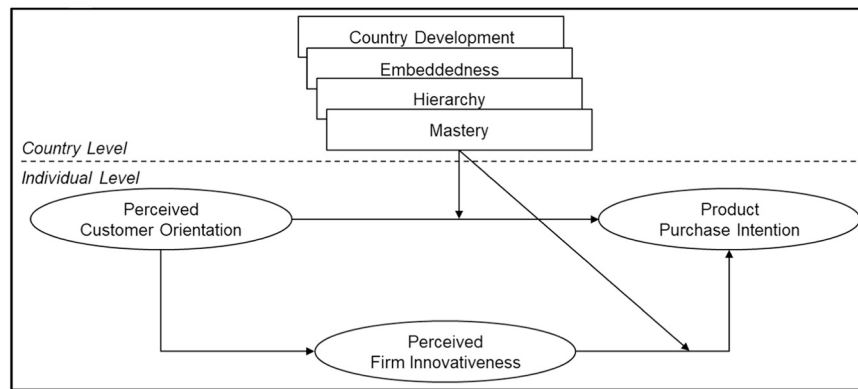 Country Development
Embeddedness
Hierarchy
Mastery
Country Level
Individual Level
Perceived
Customer Orientation
Product
Purchase Intention
Perceived
Firm Innovativeness